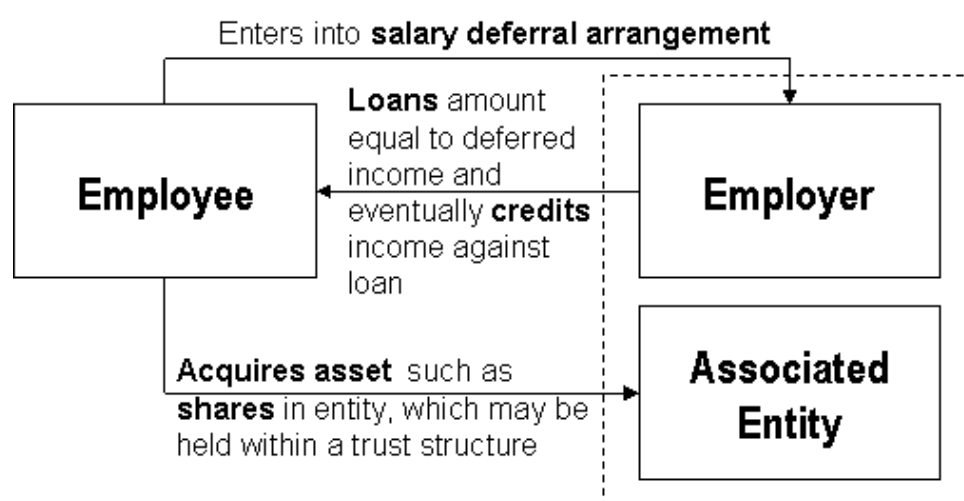 Enters into salary deferral arrangement
Loans amount
equal to deferred
income and
eventually credits
income against
loan
Employee
Employer
Acquires asset such as
shares in entity, which may be
held within a trust structure
Associated
Entity